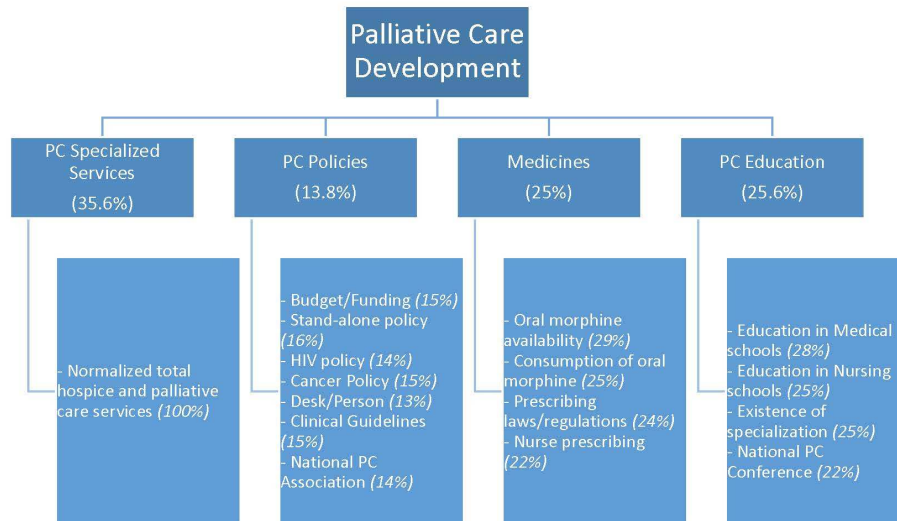 Palliative Care
Development
PC Specialized
Services
(35.6%)
PC Policies
(13.8%)
Medicines
(25%)
PC Education
(25.6%)
- Normalized total
hospice and palliative
care services (100%)
- Budget/Funding (15%)
- Stand-alone policy
(16%)
- HIV policy (14%)
- Cancer Policy (15%)
- Desk/Person (13%)
- Clinical Guidelines
(15%)
- National PC
Association (14%)
- Oral morphine
availability (29%)
- Consumption of oral
morphine (25%)
- Prescribing
laws/regulations (24%)
- Nurse prescribing
(22%)
- Education in Medical
schools (28%)
- Education in Nursing
schools (25%)
- Existence of
specialization (25%)
- National PC
Conference (22%)